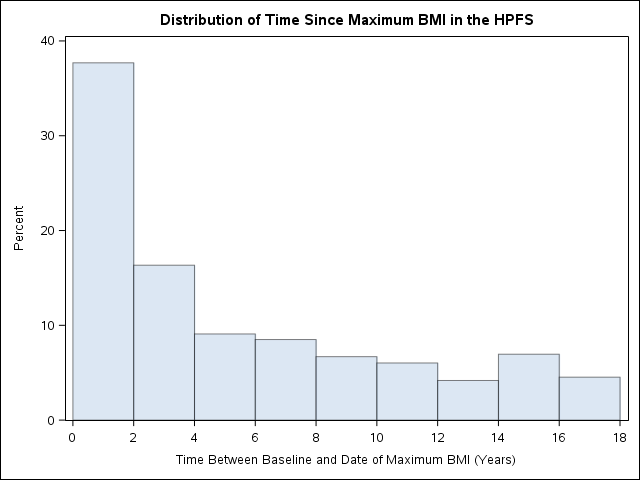 Distribution of Time Since Maximum BMI in the HPFS
40
30
20
10
0
Percent
0 2 4 6 8 10 12 14 16 18
Time Between Baseline and Date of Maximum BMI (Years)